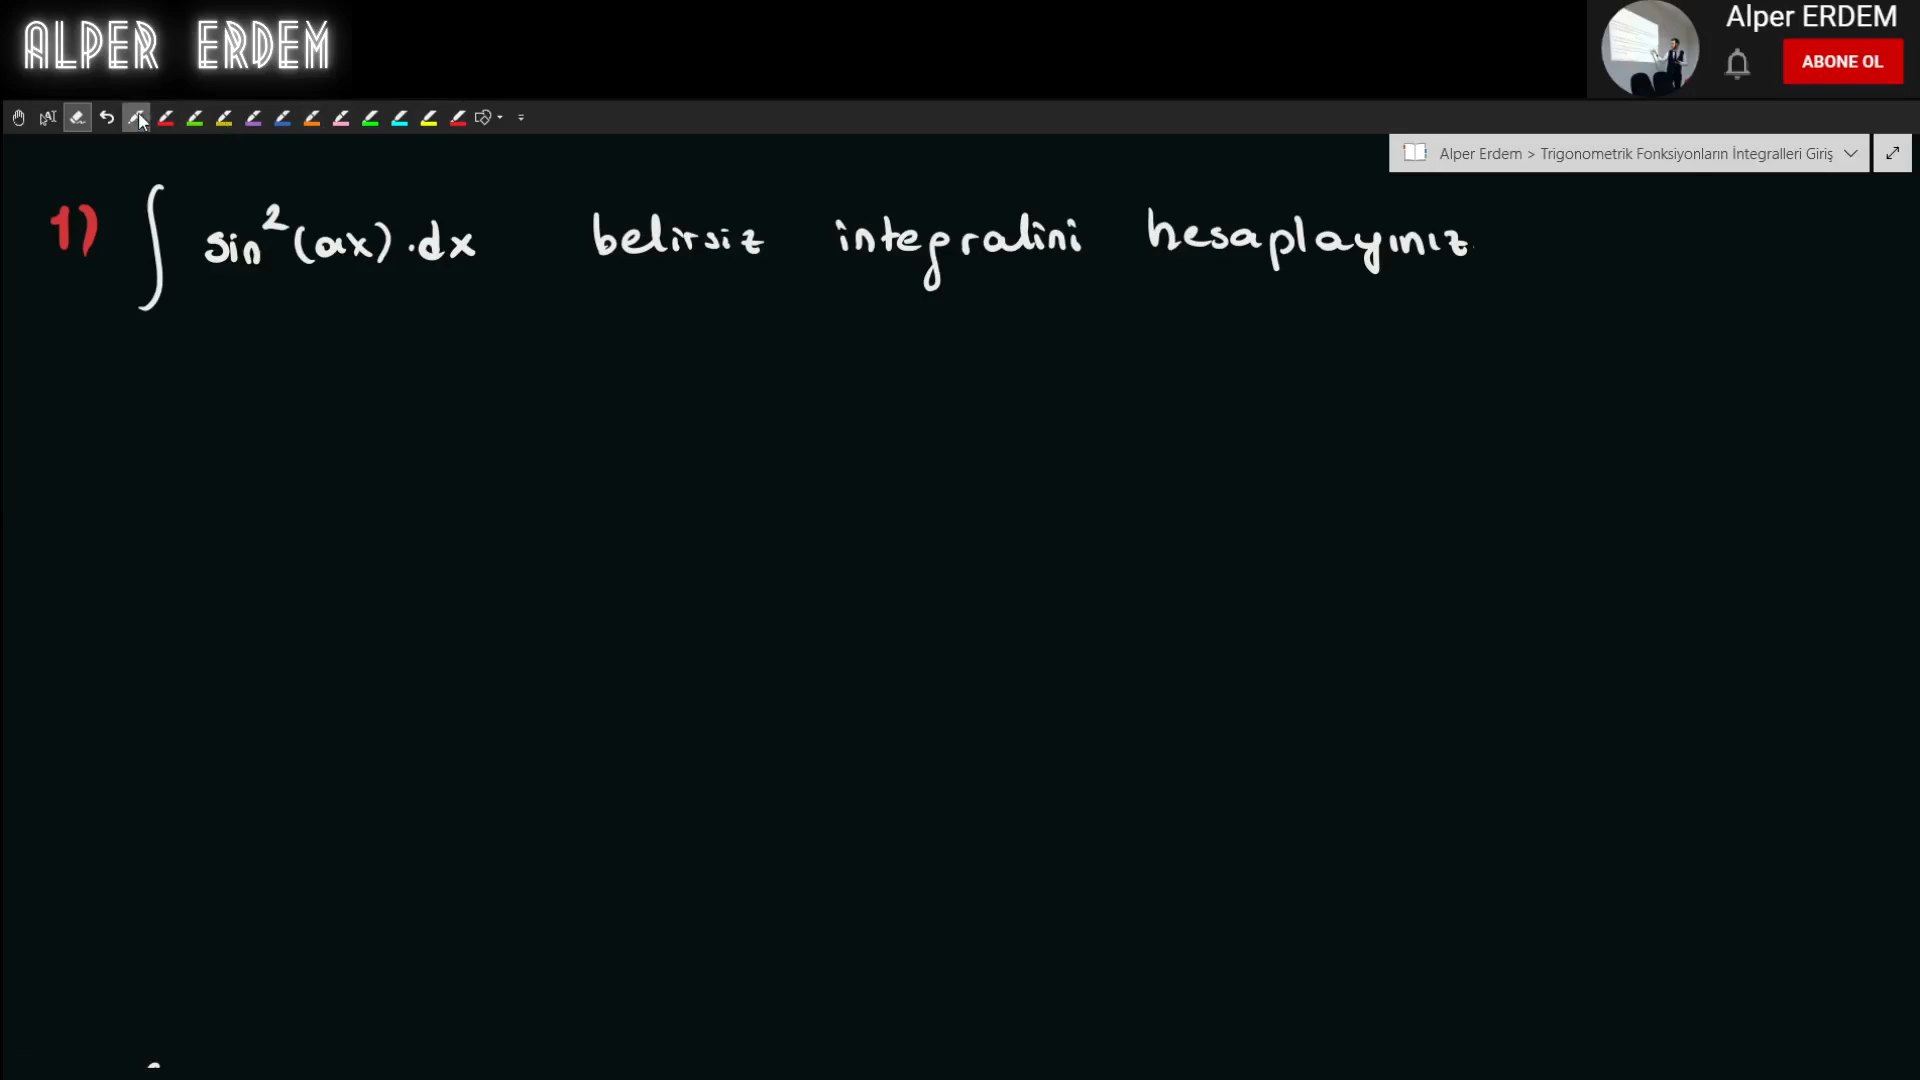 ALPER ERDEM
Alper ERDEM
ABONE OL
Alper Erdem > Trigonometrik Fonksiyonların İntegralleri Giriş
1) ∫ sin²(ax).dx belirsiz integralini hesaplayınız.